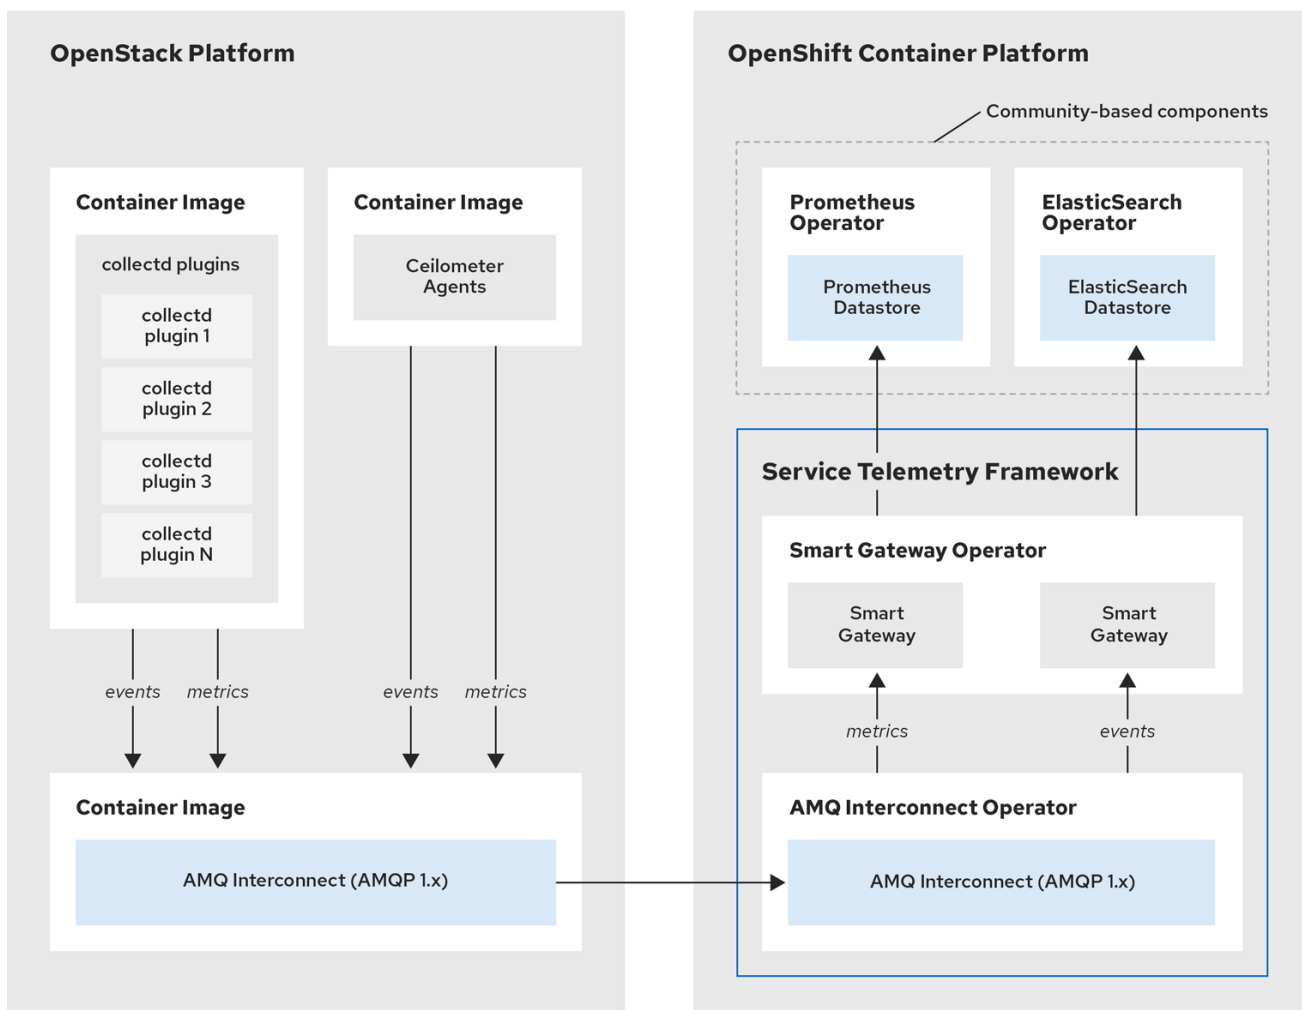 OpenStack Platform
Container Image
collectd plugins
collectd
plugin 1
collectd
plugin 2
collectd
plugin 3
collectd
plugin N
Container Image
Ceilometer
Agents
events
metrics
events
metrics
Container Image
AMQ Interconnect (AMQP 1.x)
OpenShift Container Platform
Community-based components
Prometheus
Operator
Prometheus
Datastore
ElasticSearch
Operator
ElasticSearch
Datastore
Service Telemetry Framework
Smart Gateway Operator
Smart
Gateway
Smart
Gateway
metrics
events
AMQ Interconnect Operator
AMQ Interconnect (AMQP 1.x)